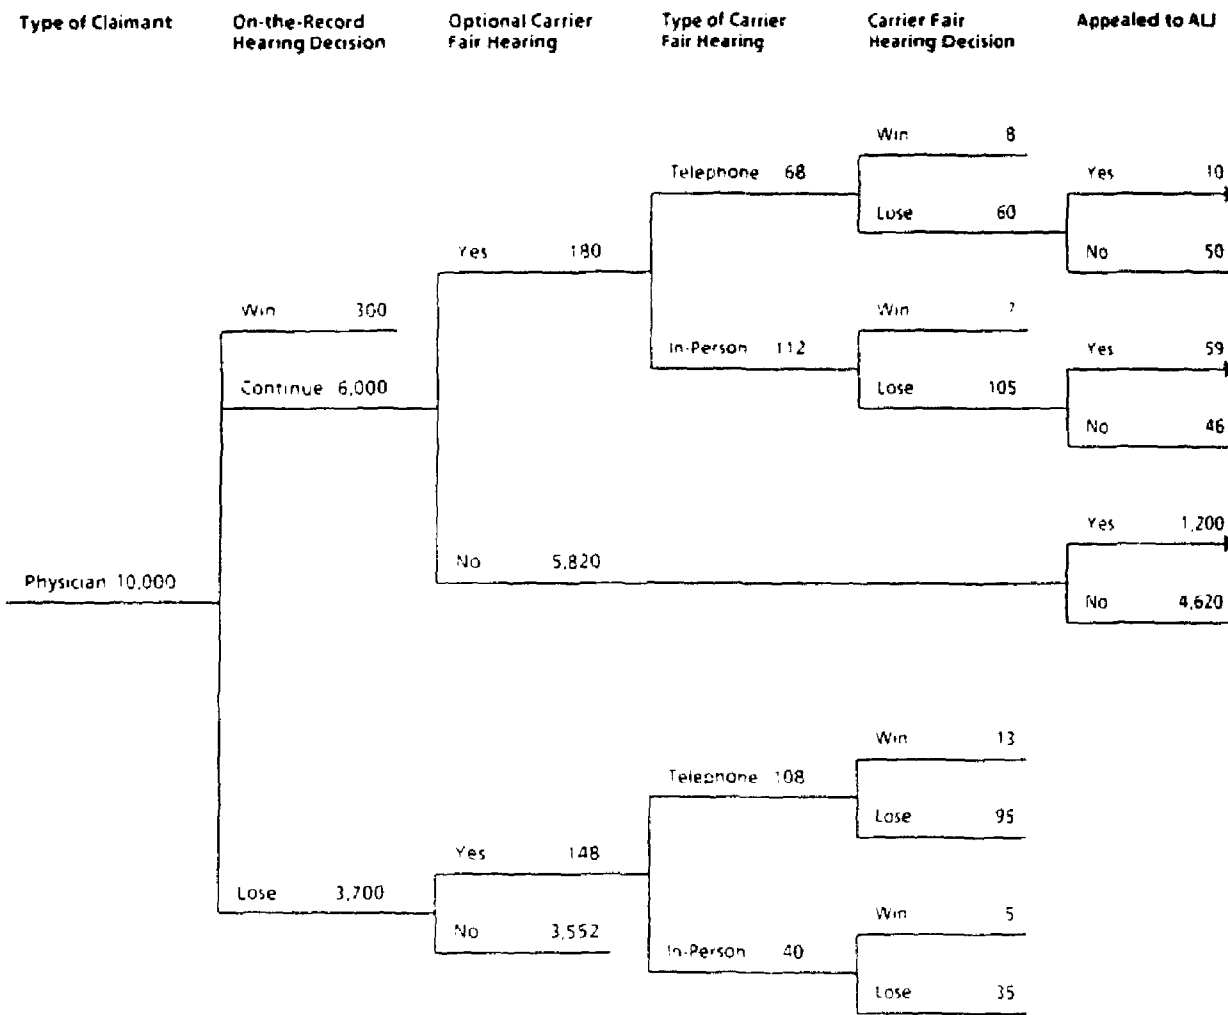 Type of Claimant
On-the-Record
Hearing Decision
Optional Carrier
Fair Hearing
Type of Carrier
Fair Hearing
Carrier Fair
Hearing Decision
Appealed to ALJ
Win 8
Telephone 68
Yes 10
Lose 60
Yes 180
No 50
Win 300
Win
In-Person 112
Yes 59
Continue 6,000
Lose 105
No 46
Yes 1,200
No 5,820
Physician 10,000
No 4,620
Win 13
Telephone 108
Lose 95
Yes 148
Lose 3,700
Win 5
No 3,552
In-Person 40
Lose 35